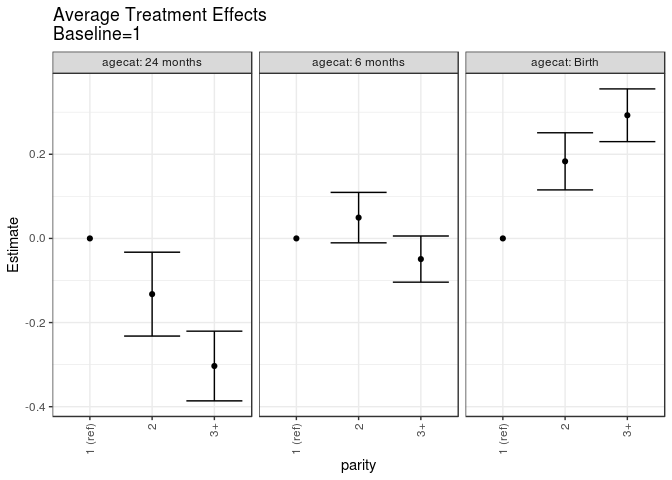 Average Treatment Effects
Baseline=1
agecat: 24 months
agecat: 6 months
agecat: Birth
Estimate
0.2
0.0
-0.2
-0.4
1 (ref)
2
3+
1 (ref)
2
3+
1 (ref)
2
3+
parity